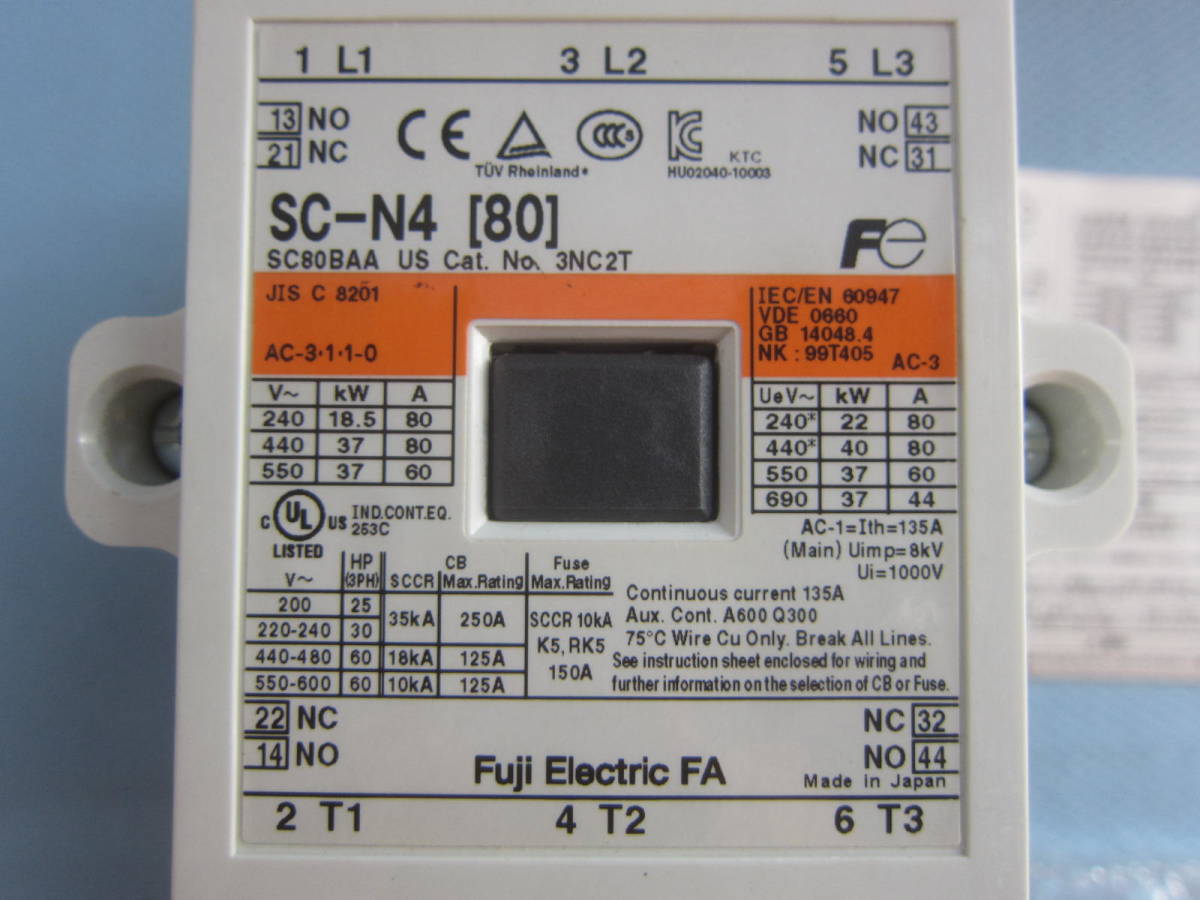 1 L1 3 L2 5 L3
13 NO
21 NC
CE
TÜV Rheinland
CCC S
KC
KTC
HU02040-10003
NO 43
NC 31
SC-N4 [80]
SC80BAA US Cat. No. 3NC2T
Fe
JIS C 8201
AC-3·1·1-0
IEC/EN 60947
VDE 0660
GB 14048.4
NK : 99T405 AC-3
V~ kW A
240 18.5 80
440 37 80
550 37 60
Ue V~ kW A
240* 22 80
440* 40 80
550 37 60
690 37 44
C UL US IND.CONT.EQ.
253C
LISTED
AC-1=Ith=135A
(Main) Uimp=8kV
Ui=1000V
V~ HP (3PH) SCCR CB Max.Rating Fuse Max.Rating
200 25 35kA 250A SCCR 10kA
220-240 30 K5, RK5
440-480 60 18kA 125A 150A
550-600 60 10kA 125A
Continuous current 135A
Aux. Cont. A600 Q300
75°C Wire Cu Only. Break All Lines.
See instruction sheet enclosed for wiring and
further information on the selection of CB or Fuse.
22 NC
14 NO
NC 32
NO 44
Fuji Electric FA
Made in Japan
2 T1 4 T2 6 T3